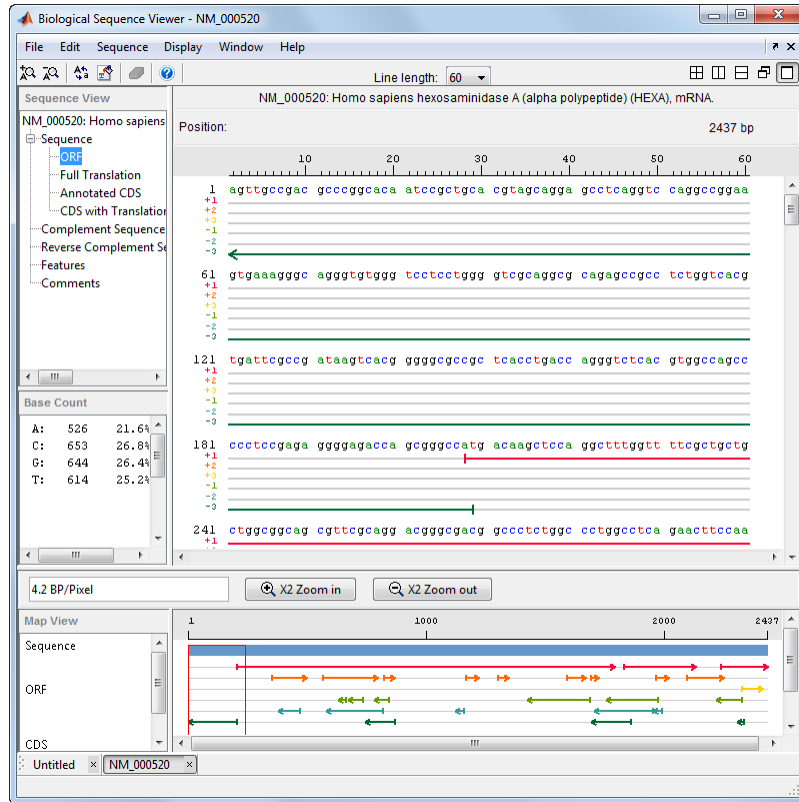 Biological Sequence Viewer - NM_000520
File Edit Sequence Display Window Help
Line length: 60
Sequence View
NM_000520: Homo sapiens
Sequence
ORF
Full Translation
Annotated CDS
CDS with Translation
Complement Sequence
Reverse Complement Se
Features
Comments
Base Count
A: 526 21.6%
C: 653 26.8%
G: 644 26.4%
T: 614 25.2%
NM_000520: Homo sapiens hexosaminidase A (alpha polypeptide) (HEXA), mRNA.
Position: 2437 bp
10 20 30 40 50 60
1 agttgccgac gcccggcaca atccgctgca cgtagcagga gcctcaggtc caggccggaa
+1
+2
+3
-1
-2
-3
61 gtgaaagggc agggtgtggg tcctcctggg gtcgcaggcg cagagccgcc tctggtcacg
+1
+2
+3
-1
-2
-3
121 tgattcgccg ataagtcacg ggggcgccgc tcacctgacc agggtctcac gtggccagcc
+1
+2
+3
-1
-2
-3
181 ccctccgaga ggggagacca gcgggccatg acaagctcca ggctttggtt ttcgctgctg
+1
+2
+3
-1
-2
-3
241 ctggcggcag cgttcgcagg acgggcgacg gccctctggc cctggcctca gaacttccaa
+1
4.2 BP/Pixel
X2 Zoom in
X2 Zoom out
Map View
1 1000 2000 2437
Sequence
ORF
CDS
Untitled
NM_000520